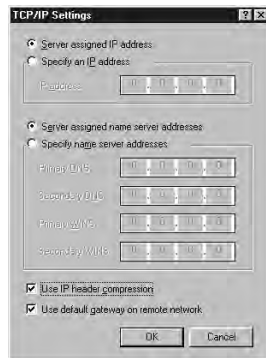 TCP/IP Settings
Server assigned IP address
Specify an IP address
IP address
Server assigned name server addresses
Specify name server addresses
Primary DNS
Secondary DNS
Primary WINS
Secondary WINS
Use IP header compression
Use default gateway on remote network
OK Cancel